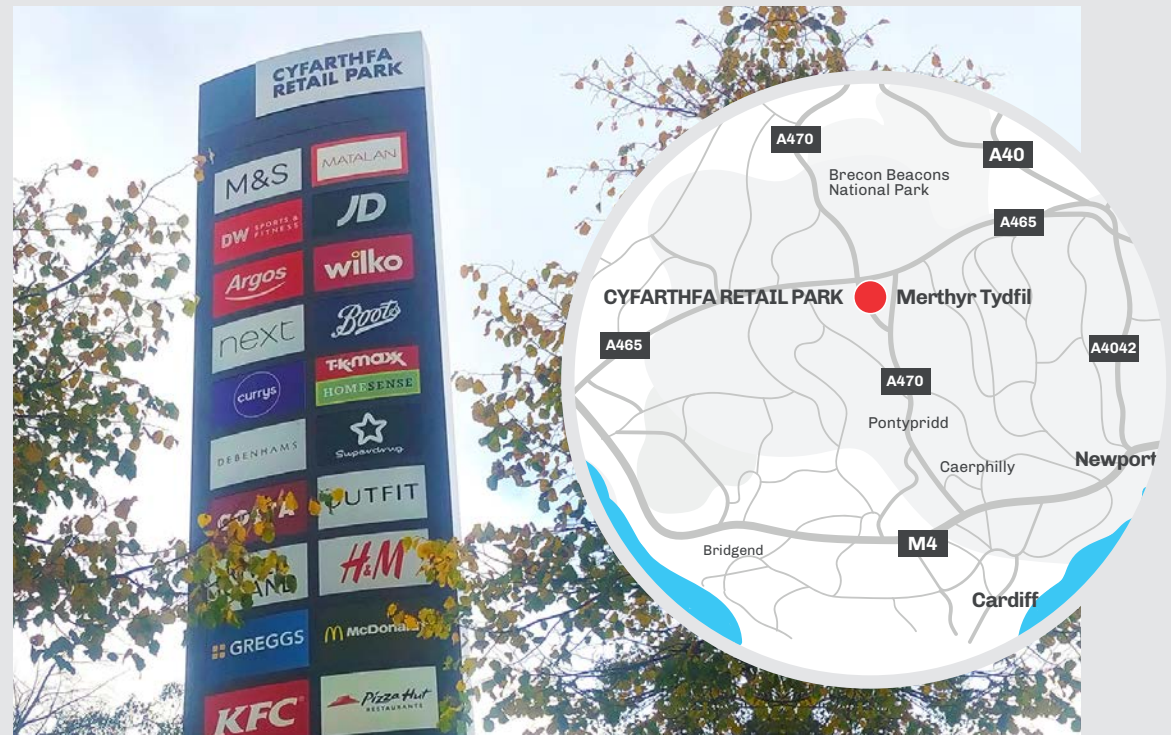 CYFARTHFA
RETAIL PARK
M&S
MATALAN
DW SPORTS &
FITNESS
JD
Argos
wilko
next
Boots
currys
TK-maxx
HOMESENSE
DEBENHAMS
Superdrug
COSTA
OUTFIT
H&M
GREGGS
McDonald
KFC
Pizza Hut
RESTAURANTS
A470
A40
Brecon Beacons
National Park
A465
CYFARTHFA RETAIL PARK
Merthyr Tydfil
A465
A4042
A470
Pontypridd
Caerphilly
Newport
Bridgend
M4
Cardiff